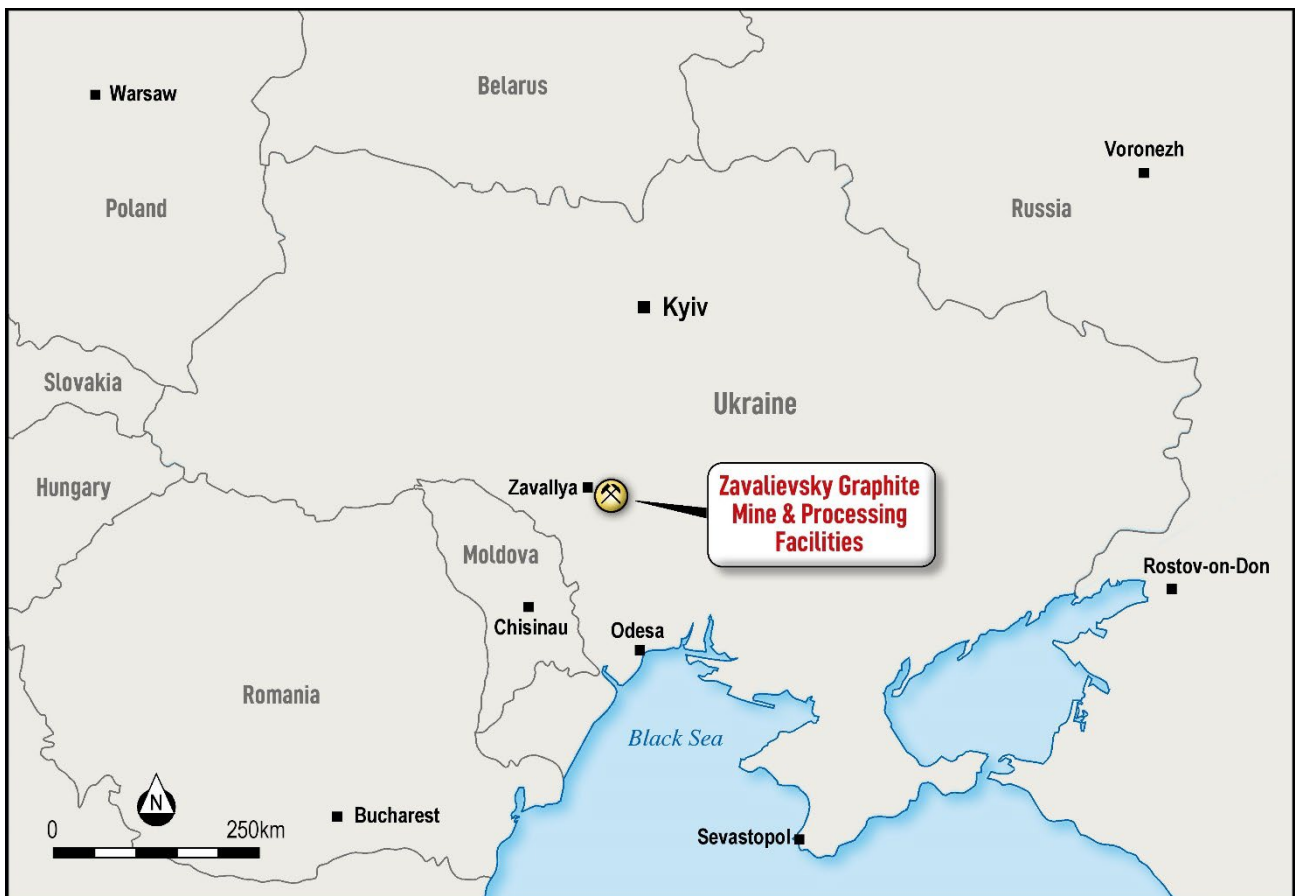 Belarus
Warsaw
Voronezh
Poland
Russia
Kyiv
Slovakia
Ukraine
Hungary
Zavallya
Zavalievsky Graphite
Mine & Processing
Facilities
Moldova
Rostov-on-Don
Chisinau
Odesa
Romania
Black Sea
N
Bucharest
0
250km
Sevastopol